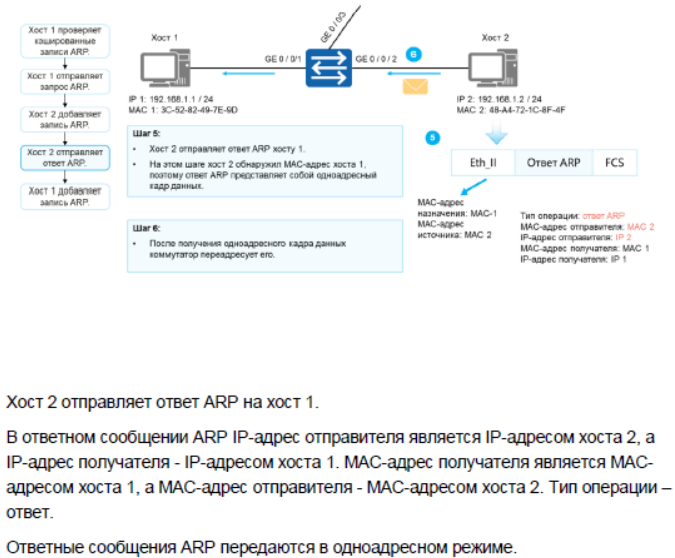 Хост 1 проверяет
кэшированные
записи ARP.
Хост 1 отправляет
запрос ARP.
Хост 2 добавляет
запись ARP.
Хост 2 отправляет
ответ ARP.
Хост 1 добавляет
запись ARP.
Хост 1
GE 0 / 0/1
GE 0 / 0/0
GE 0 / 0 / 2
6
Хост 2
IP 1: 192.168.1.1 / 24
MAC 1: 3C-52-82-49-7E-9D
IP 2: 192.168.1.2 / 24
MAC 2: 48-A4-72-1C-8F-4F
Шаг 5:
• Хост 2 отправляет ответ ARP хосту 1.
• На этом шаге хост 2 обнаружил MAC-адрес хоста 1,
поэтому ответ ARP представляет собой одноадресный
кадр данных.
Шаг 6:
• После получения одноадресного кадра данных
коммутатор переадресует его.
5
Eth_II Ответ ARP FCS
MAC-адрес
назначения: MAC-1
MAC-адрес
источника: MAC 2
Тип операции: ответ ARP
MAC-адрес отправителя: MAC 2
IP-адрес отправителя: IP 2
MAC-адрес получателя: MAC 1
IP-адрес получателя: IP 1
Хост 2 отправляет ответ ARP на хост 1.
В ответном сообщении ARP IP-адрес отправителя является IP-адресом хоста 2, а
IP-адрес получателя - IP-адресом хоста 1. MAC-адрес получателя является MAC-
адресом хоста 1, а MAC-адрес отправителя - MAC-адресом хоста 2. Тип операции –
ответ.
Ответные сообщения ARP передаются в одноадресном режиме.